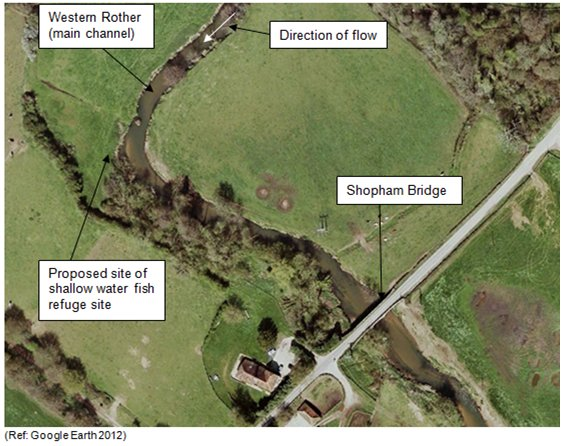 Western Rother
(main channel)
Direction of flow
Shopham Bridge
Proposed site of
shallow water fish
refuge site
(Ref: Google Earth 2012)